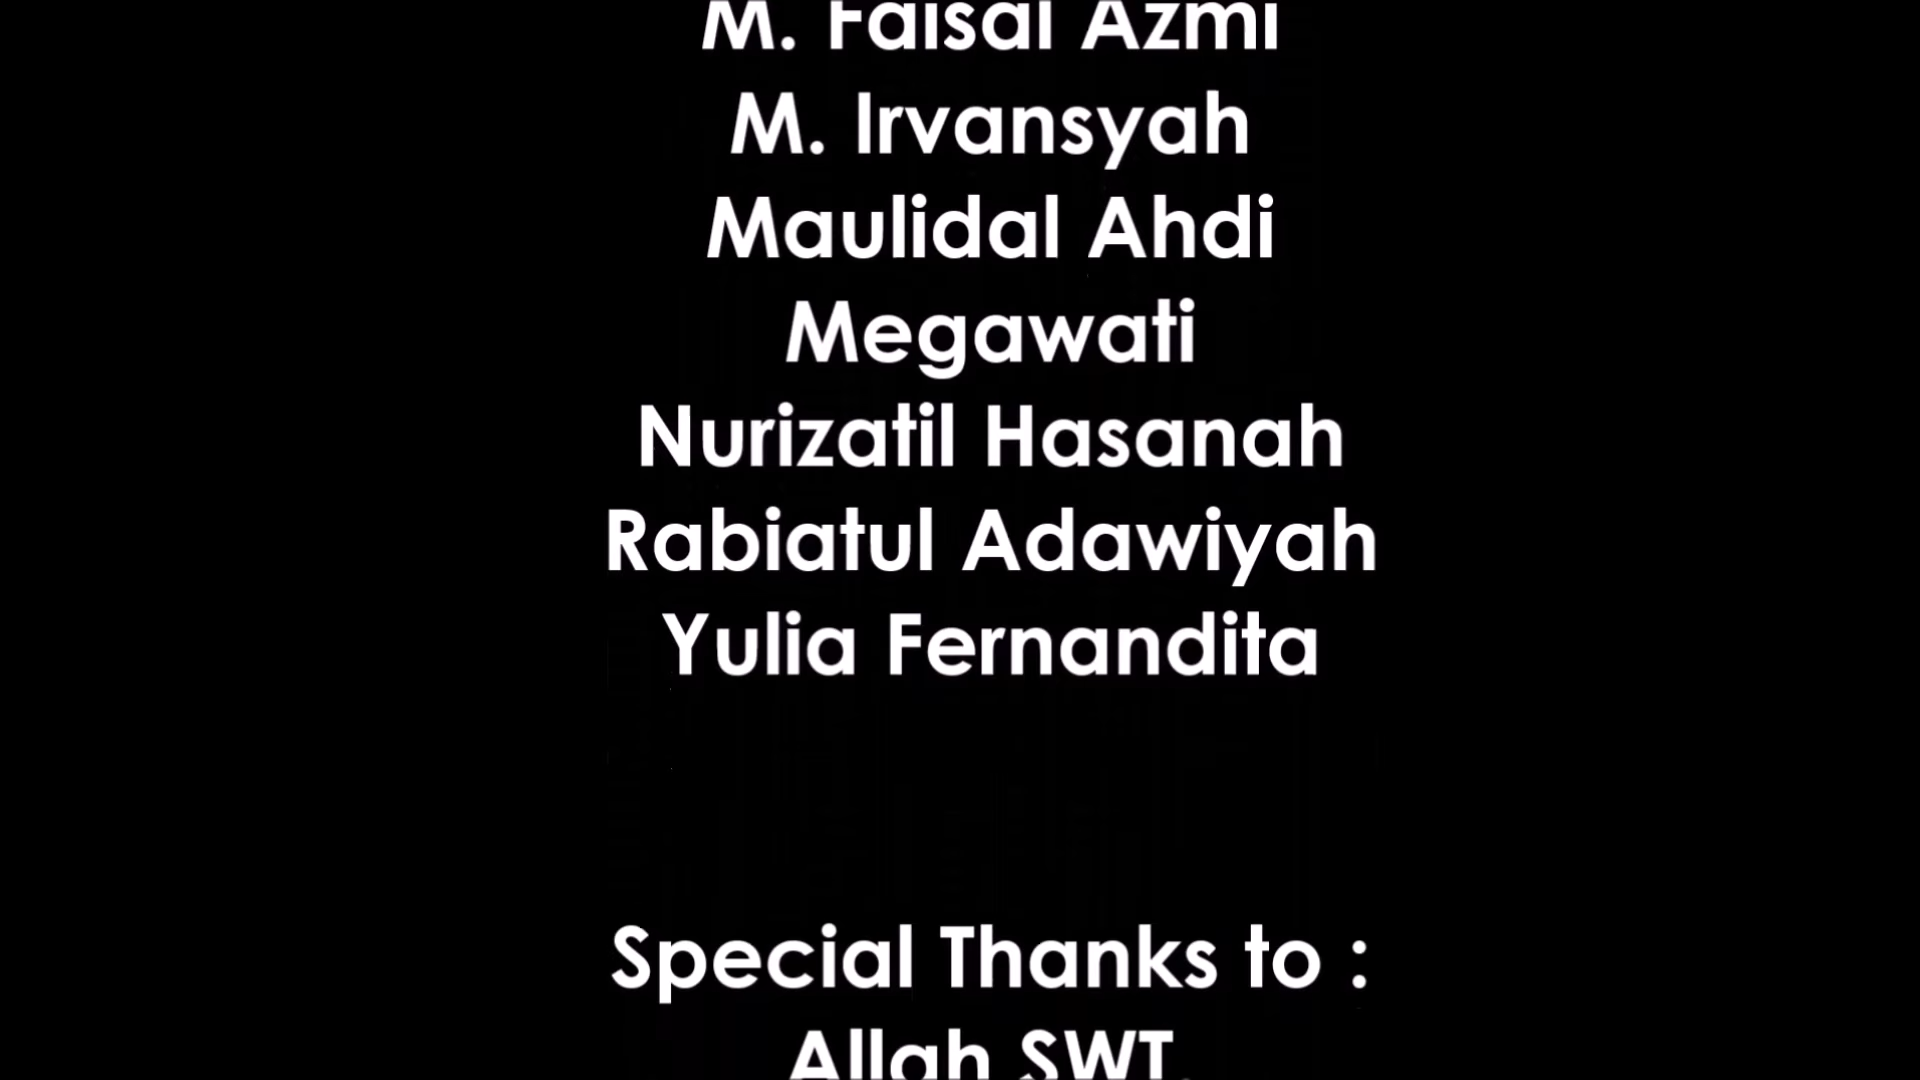 M. Faisal Azmi
M. Irvansyah
Maulidal Ahdi
Megawati
Nurizatil Hasanah
Rabiatul Adawiyah
Yulia Fernandita
Special Thanks to :
Allah SWT.